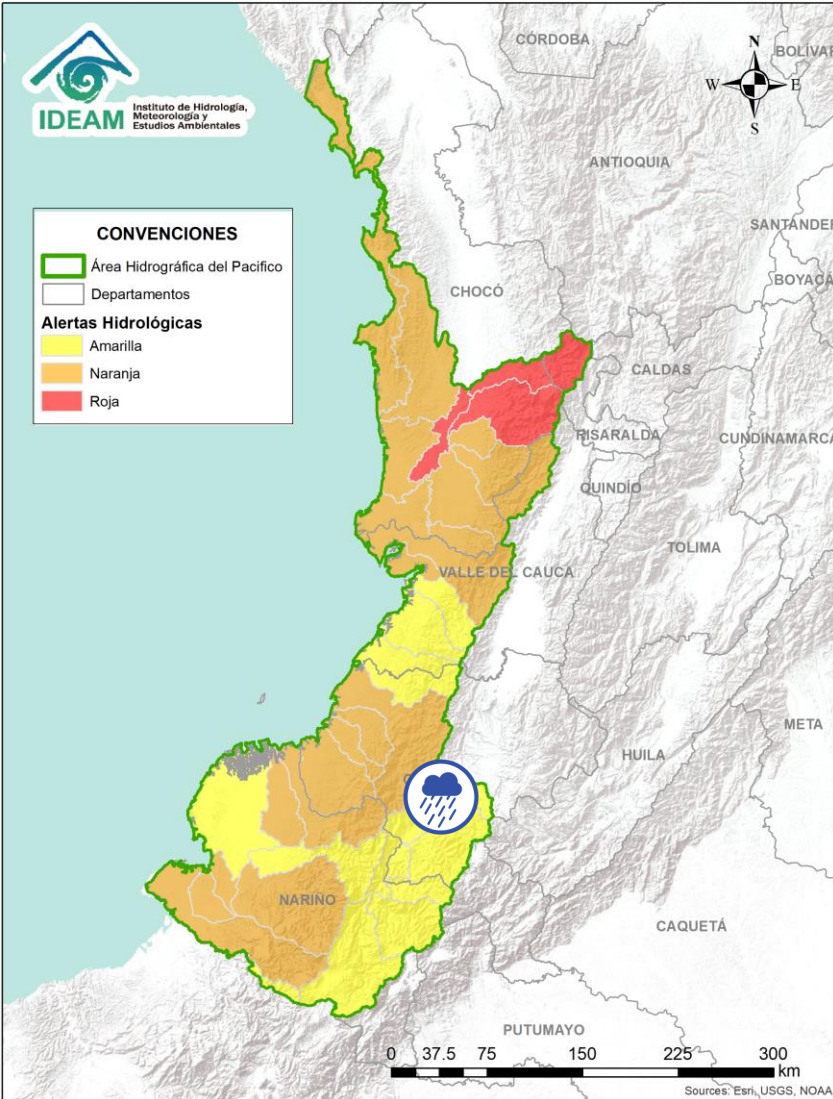 IDEAM
Instituto de Hidrología,
Meteorología y
Estudios Ambientales
CONVENCIONES
Área Hidrográfica del Pacifico
Departamentos
Alertas Hidrológicas
Amarilla
Naranja
Roja
N
W
E
S
CÓRDOBA
BOLÍVAR
ANTIOQUIA
SANTANDER
BOYACÁ
CHOCÓ
CALDAS
RISARALDA
CUNDINAMARCA
QUINDÍO
TOLIMA
VALLE DEL CAUCA
META
HUILA
NARIÑO
CAQUETÁ
PUTUMAYO
0 37.5 75 150 225 300
km
Sources: Esri, USGS, NOAA